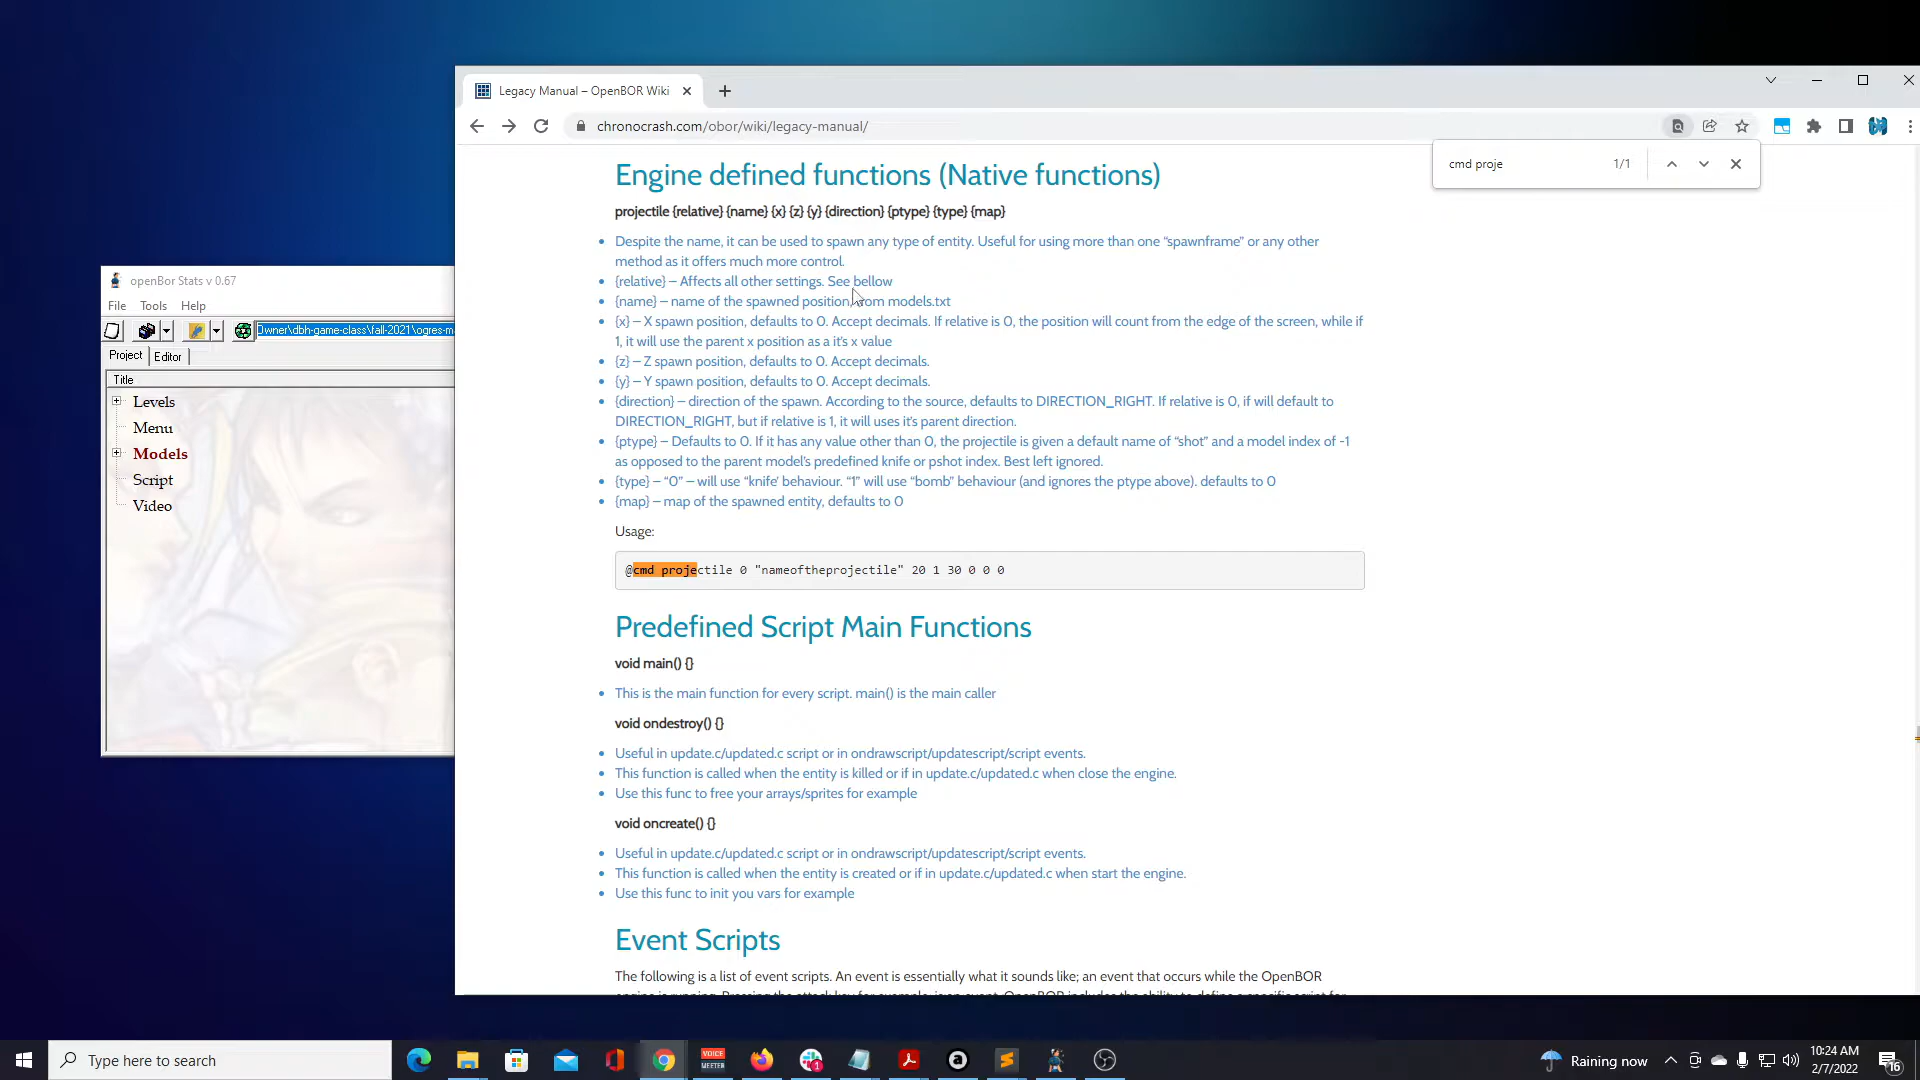 Legacy Manual – OpenBOR Wiki
chronocrash.com/obor/wiki/legacy-manual/
cmd proje
1/1
Engine defined functions (Native functions)
projectile {relative} {name} {x} {z} {y} {direction} {ptype} {type} {map}
Despite the name, it can be used to spawn any type of entity. Useful for using more than one “spawnframe” or any other
method as it offers much more control.
{relative} – Affects all other settings. See bellow
{name} – name of the spawned position, from models.txt
{x} – X spawn position, defaults to 0. Accept decimals. If relative is 0, the position will count from the edge of the screen, while if
1, it will use the parent x position as a it's x value
{z} – Z spawn position, defaults to 0. Accept decimals.
{y} – Y spawn position, defaults to 0. Accept decimals.
{direction} – direction of the spawn. According to the source, defaults to DIRECTION_RIGHT. If relative is 0, if will default to
DIRECTION_RIGHT, but if relative is 1, it will uses it's parent direction.
{ptype} – Defaults to 0. If it has any value other than 0, the projectile is given a default name of “shot” and a model index of -1
as opposed to the parent model's predefined knife or pshot index. Best left ignored.
{type} – “0” – will use “knife' behaviour. “1” will use “bomb” behaviour (and ignores the ptype above). defaults to 0
{map} – map of the spawned entity, defaults to 0
Usage:
@cmd projectile 0 "nameoftheprojectile" 20 1 30 0 0 0
Predefined Script Main Functions
void main() {}
This is the main function for every script. main() is the main caller
void ondestroy() {}
Useful in update.c/updated.c script or in ondrawscript/updatescript/script events.
This function is called when the entity is killed or if in update.c/updated.c when close the engine.
Use this func to free your arrays/sprites for example
void oncreate() {}
Useful in update.c/updated.c script or in ondrawscript/updatescript/script events.
This function is called when the entity is created or if in update.c/updated.c when start the engine.
Use this func to init you vars for example
Event Scripts
The following is a list of event scripts. An event is essentially what it sounds like; an event that occurs while the OpenBOR
openBor Stats v 0.67
File Tools Help
Owner\dbh-game-class\fall-2021\ogres-m
Project Editor
Title
Levels
Menu
Models
Script
Video
Type here to search
VOICE
MEETER
1
Raining now
10:24 AM
2/7/2022
16